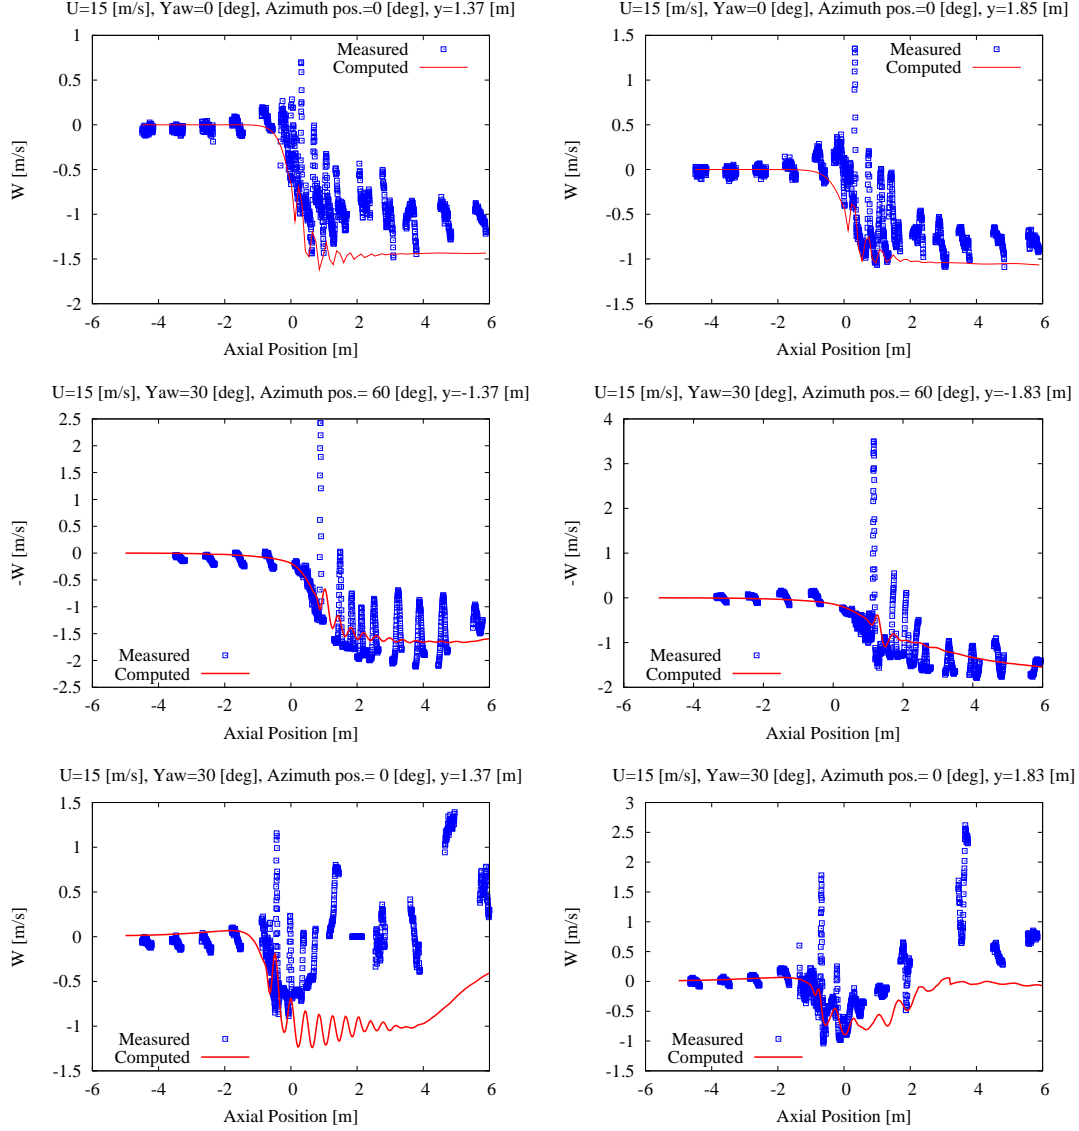 U=15 [m/s], Yaw=0 [deg], Azimuth pos.=0 [deg], y=1.37 [m]
1
0.5
0
-0.5
-1
-1.5
-2
W [m/s]
Measured
Computed
-6 -4 -2 0 2 4 6
Axial Position [m]
U=15 [m/s], Yaw=0 [deg], Azimuth pos.=0 [deg], y=1.85 [m]
1.5
1
0.5
0
-0.5
-1
-1.5
W [m/s]
Measured
Computed
-6 -4 -2 0 2 4 6
Axial Position [m]
U=15 [m/s], Yaw=30 [deg], Azimuth pos.= 60 [deg], y=-1.37 [m]
2.5
2
1.5
1
0.5
0
-0.5
-1
-1.5
-2
-2.5
-W [m/s]
Measured
Computed
-6 -4 -2 0 2 4 6
Axial Position [m]
U=15 [m/s], Yaw=30 [deg], Azimuth pos.= 60 [deg], y=-1.83 [m]
4
3
2
1
0
-1
-2
-W [m/s]
Measured
Computed
-6 -4 -2 0 2 4 6
Axial Position [m]
U=15 [m/s], Yaw=30 [deg], Azimuth pos.= 0 [deg], y=1.37 [m]
1.5
1
0.5
0
-0.5
-1
-1.5
W [m/s]
Measured
Computed
-6 -4 -2 0 2 4 6
Axial Position [m]
U=15 [m/s], Yaw=30 [deg], Azimuth pos.= 0 [deg], y=1.83 [m]
3
2.5
2
1.5
1
0.5
0
-0.5
-1
-1.5
W [m/s]
Measured
Computed
-6 -4 -2 0 2 4 6
Axial Position [m]